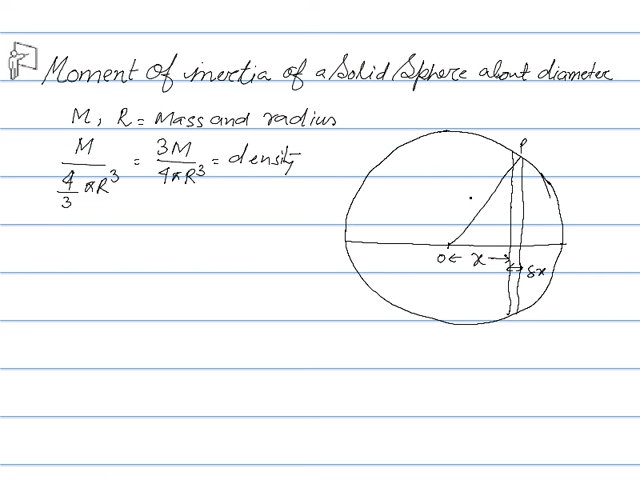 Moment of inertia of a Solid Sphere about diameter
M, R = Mass and radius
M / (4/3 πR³) = 3M / 4πR³ = density
P
O ← x → δx